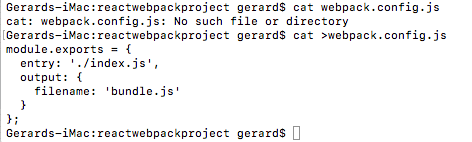 Gerards-iMac:reactwebpackproject gerard$ cat webpack.config.js
cat: webpack.config.js: No such file or directory
[Gerards-iMac:reactwebpackproject gerard$ cat >webpack.config.js
module.exports = {
  entry: './index.js',
  output: {
    filename: 'bundle.js'
  }
};
Gerards-iMac:reactwebpackproject gerard$